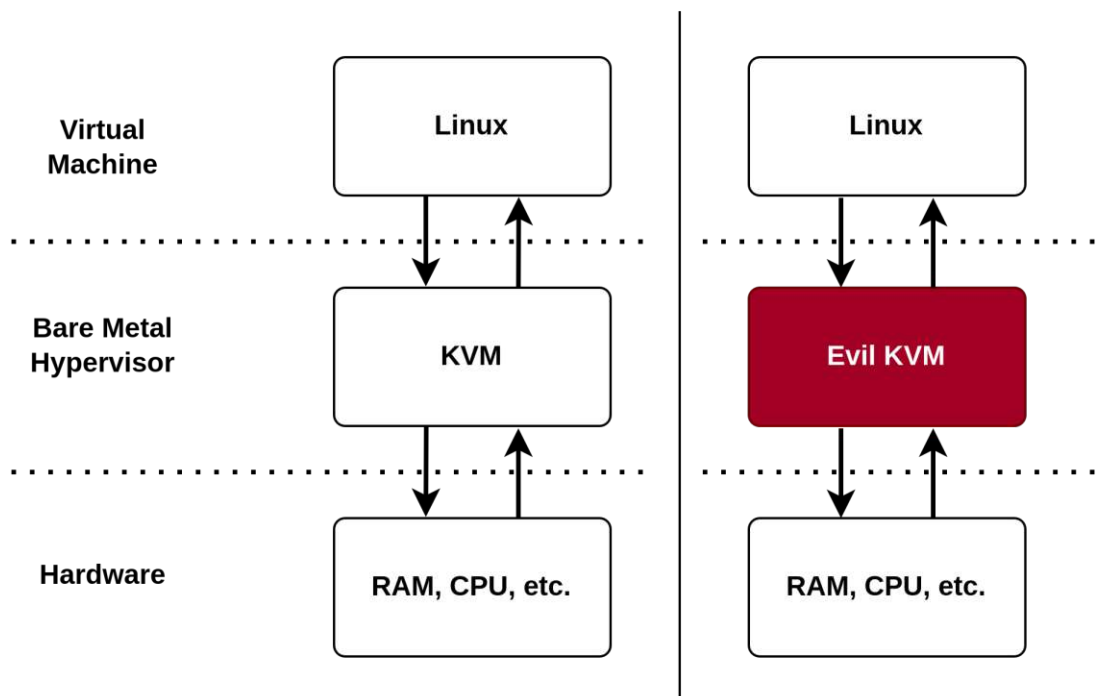 Virtual
Machine
Linux
Linux
Bare Metal
Hypervisor
KVM
Evil KVM
Hardware
RAM, CPU, etc.
RAM, CPU, etc.